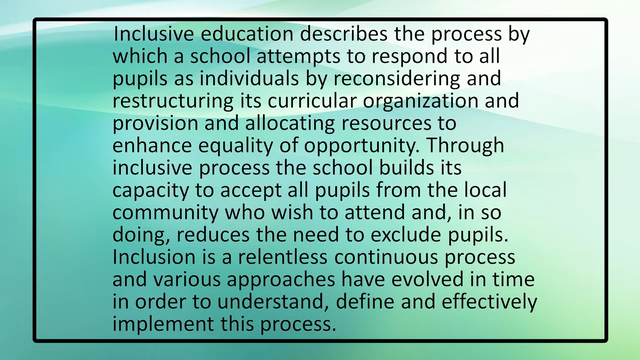 Inclusive education describes the process by
which a school attempts to respond to all
pupils as individuals by reconsidering and
restructuring its curricular organization and
provision and allocating resources to
enhance equality of opportunity. Through
inclusive process the school builds its
capacity to accept all pupils from the local
community who wish to attend and, in so
doing, reduces the need to exclude pupils.
Inclusion is a relentless continuous process
and various approaches have evolved in time
in order to understand, define and effectively
implement this process.